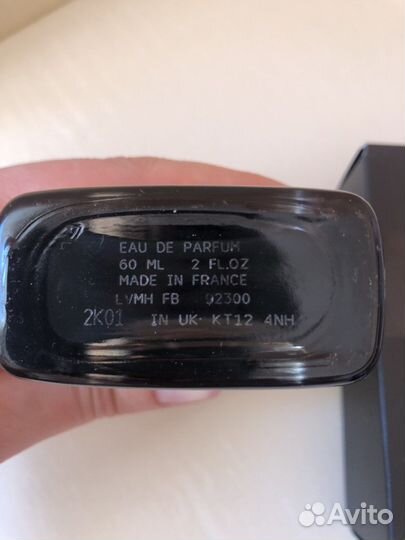 EAU DE PARFUM
60 ML 2 FL.OZ
MADE IN FRANCE
LVMH FB 92300
2K01 IN UK· KT12 4NH
Avito